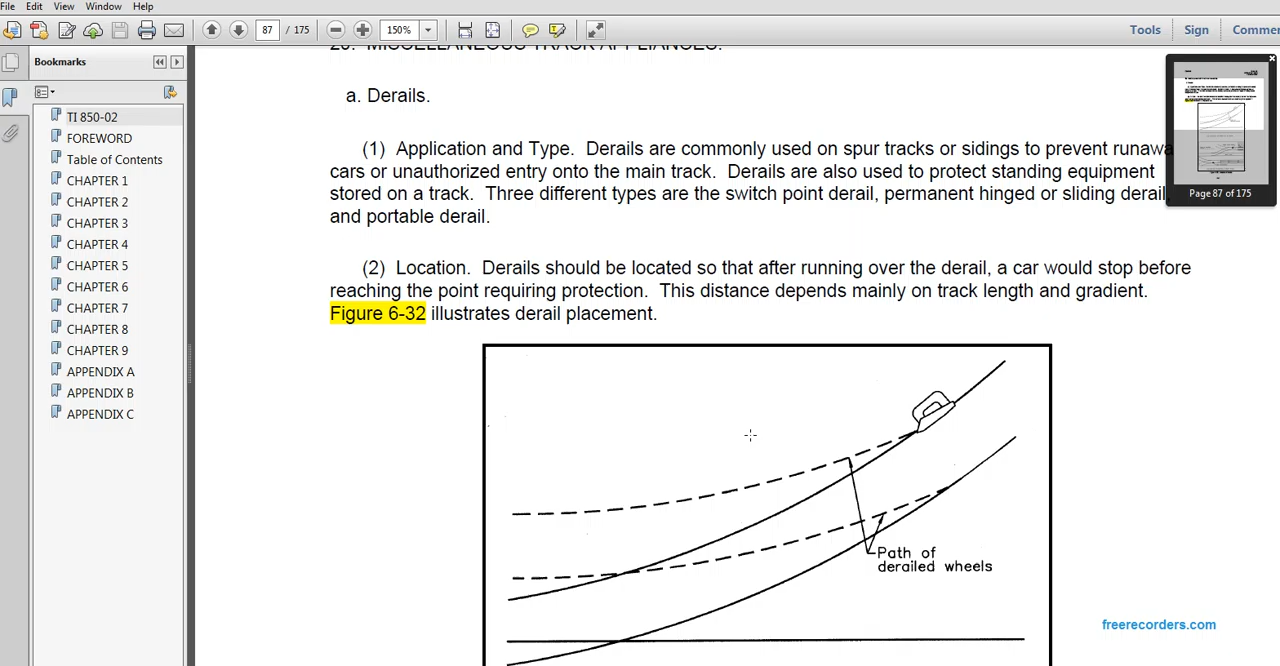 File Edit View Window Help
87 / 175 150% Tools Sign Commer
Bookmarks
TI 850-02
FOREWORD
Table of Contents
CHAPTER 1
CHAPTER 2
CHAPTER 3
CHAPTER 4
CHAPTER 5
CHAPTER 6
CHAPTER 7
CHAPTER 8
CHAPTER 9
APPENDIX A
APPENDIX B
APPENDIX C
MISCELLANEOUS TRACK APPLIANCES.
a. Derails.
(1) Application and Type. Derails are commonly used on spur tracks or sidings to prevent runawa
cars or unauthorized entry onto the main track. Derails are also used to protect standing equipment
stored on a track. Three different types are the switch point derail, permanent hinged or sliding derail,
and portable derail.
(2) Location. Derails should be located so that after running over the derail, a car would stop before
reaching the point requiring protection. This distance depends mainly on track length and gradient.
Figure 6-32 illustrates derail placement.
Path of
derailed wheels
Page 87 of 175
freerecorders.com